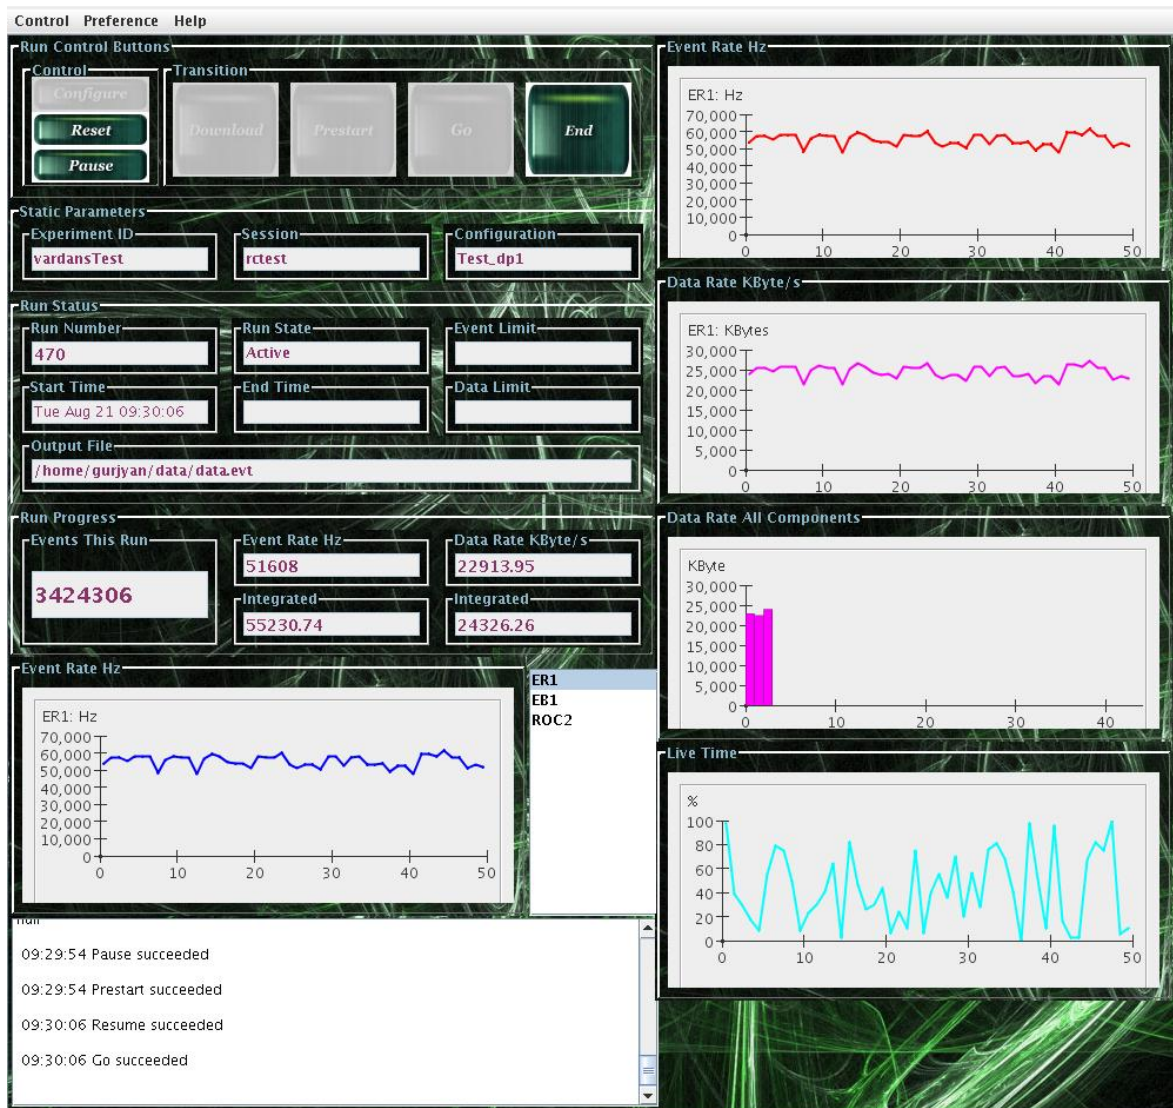 Control Preference Help
Run Control Buttons
Control
Transition
Configure
Reset
Pause
Download
Prestart
Go
End
Static Parameters
Experiment ID
Session
Configuration
vardansTest
rctest
Test_dp1
Run Status
Run Number
Run State
Event Limit
470
Active
Start Time
End Time
Data Limit
Tue Aug 21 09:30:06
Output File
/home/gurjyan/data/data.evt
Run Progress
Events This Run
Event Rate Hz
Data Rate KByte/s
3424306
51608
22913.95
Integrated
Integrated
55230.74
24326.26
Event Rate Hz
ER1: Hz
70,000
60,000
50,000
40,000
30,000
20,000
10,000
0
0 10 20 30 40 50
ER1
EB1
ROC2
null
09:29:54 Pause succeeded
09:29:54 Prestart succeeded
09:30:06 Resume succeeded
09:30:06 Go succeeded
Event Rate Hz
ER1: Hz
70,000
60,000
50,000
40,000
30,000
20,000
10,000
0
0 10 20 30 40 50
Data Rate KByte/s
ER1: KBytes
30,000
25,000
20,000
15,000
10,000
5,000
0
0 10 20 30 40 50
Data Rate All Components
KByte
30,000
25,000
20,000
15,000
10,000
5,000
0
0 10 20 30 40
Live Time
%
100
80
60
40
20
0
0 10 20 30 40 50